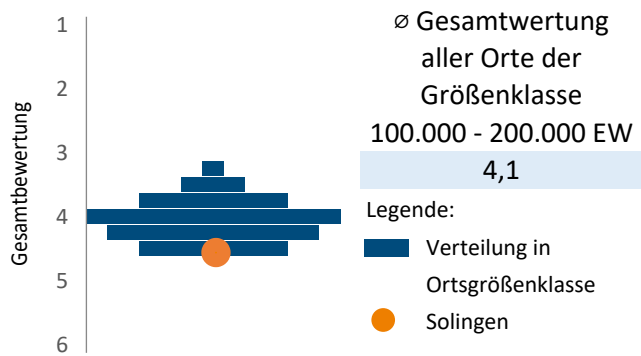 Gesamtbewertung
1
2
3
4
5
6
⌀ Gesamtwertung
aller Orte der
Größenklasse
100.000 - 200.000 EW
4,1
Legende:
Verteilung in
Ortsgrößenklasse
Solingen